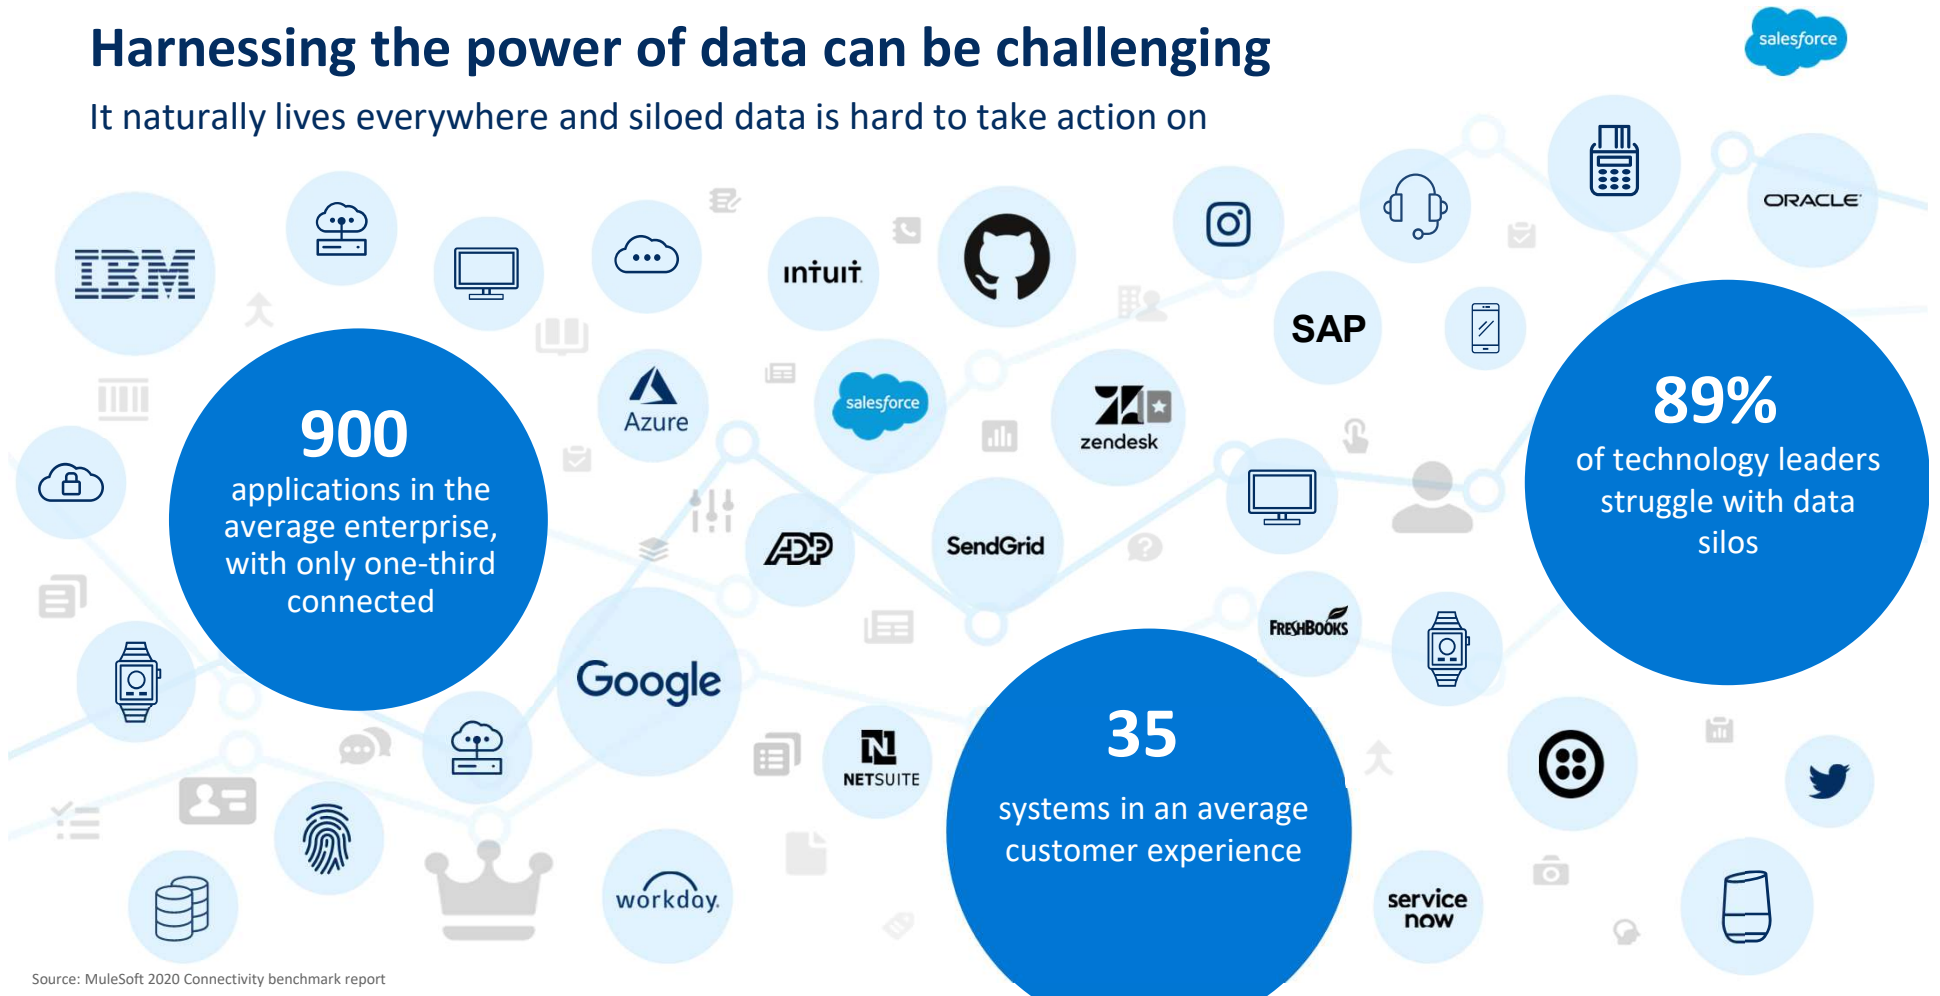 Harnessing the power of data can be challenging
salesforce
It naturally lives everywhere and siloed data is hard to take action on
ORACLE
IBM
intuit
SAP
Azure
salesforce
zendesk
900
applications in the
average enterprise,
with only one-third
connected
89%
of technology leaders
struggle with data
silos
ADP
SendGrid
FRESHBOOKS
Google
N
NETSUITE
35
systems in an average
customer experience
workday.
service
now
Source: MuleSoft 2020 Connectivity benchmark report